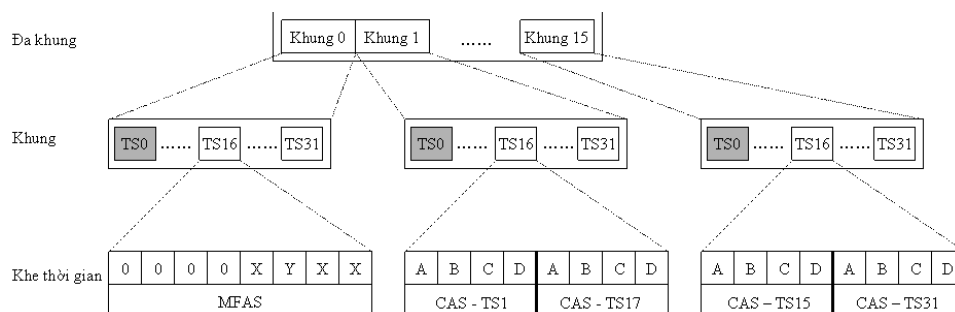 Đa khung
Khung 0 Khung 1 ...... Khung 15
Khung
TS0 ...... TS16 ...... TS31
TS0 ...... TS16 ...... TS31
TS0 ...... TS16 ...... TS31
Khe thời gian
0 0 0 0 X Y X X
MFAS
A B C D A B C D
CAS - TS1 CAS - TS17
A B C D A B C D
CAS – TS15 CAS – TS31